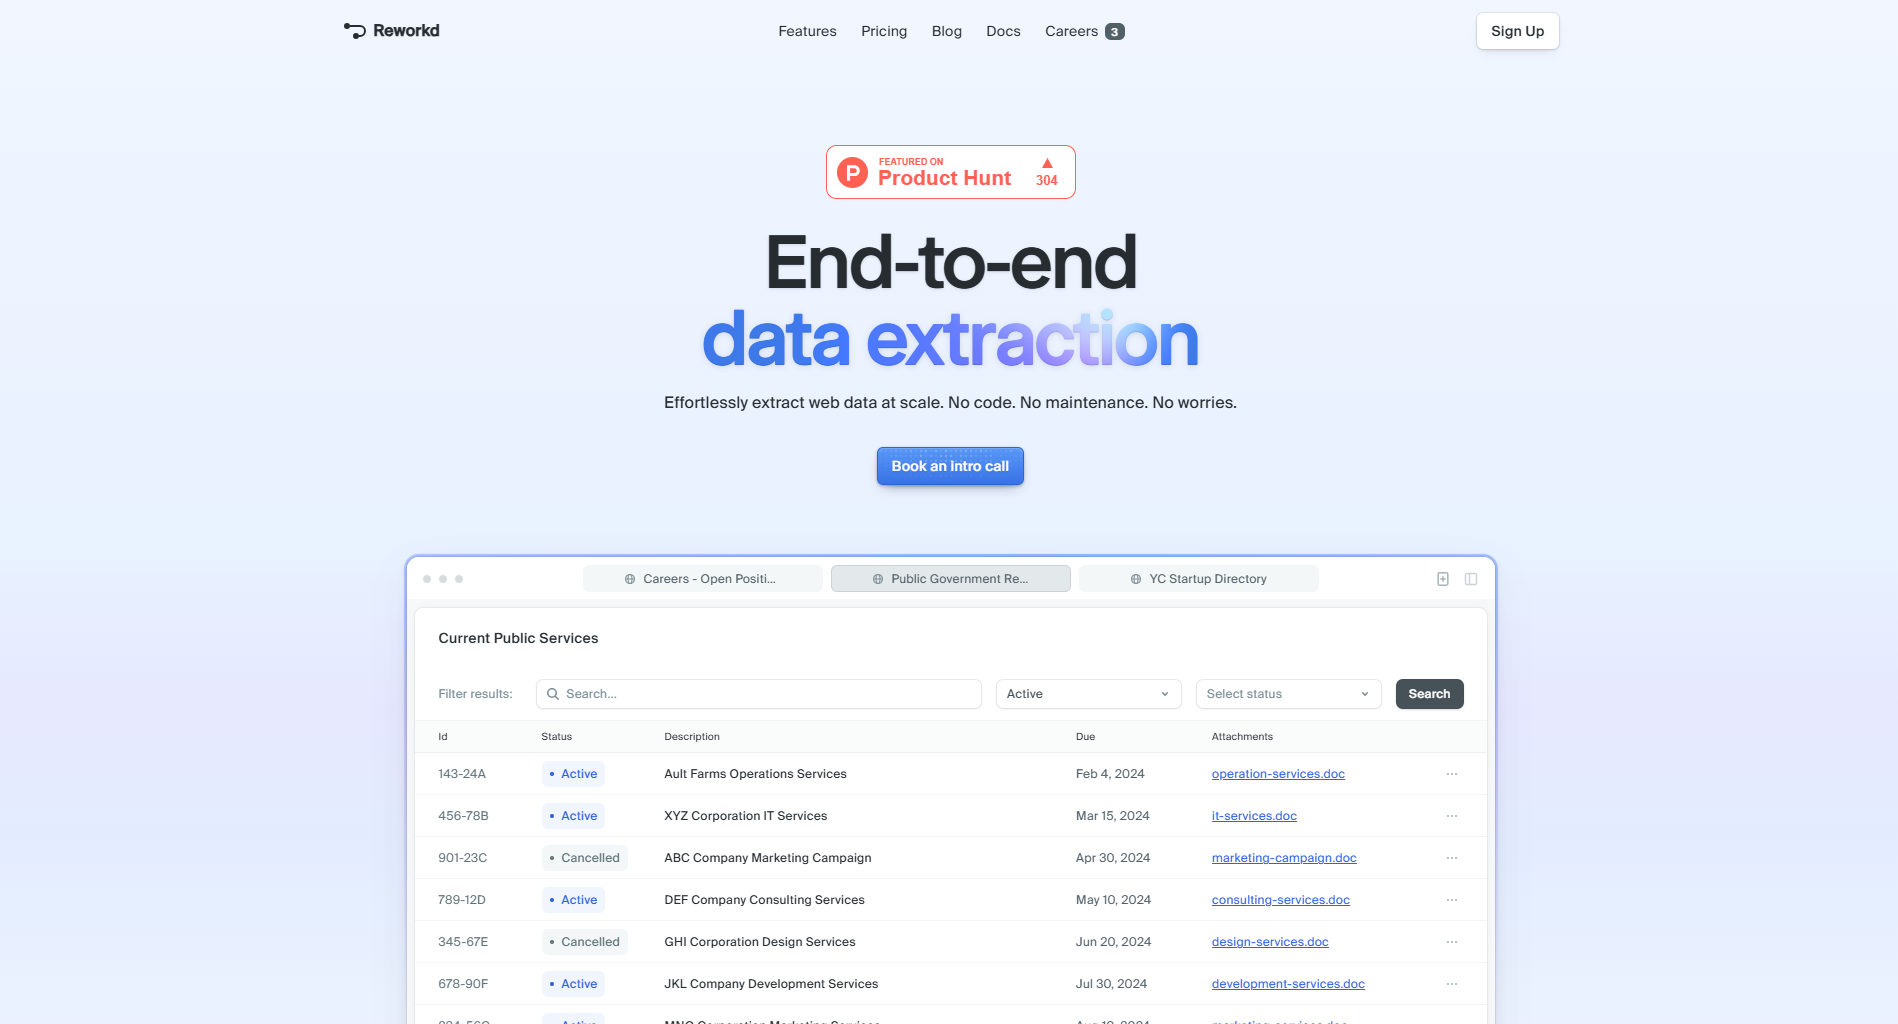 Reworkd
Features Pricing Blog Docs Careers 3
Sign Up
FEATURED ON
Product Hunt
304
End-to-end
data extraction
Effortlessly extract web data at scale. No code. No maintenance. No worries.
Book an intro call
Careers - Open Positi... Public Government Re... YC Startup Directory
Current Public Services
Filter results: Search... Active Select status Search
Id Status Description Due Attachments
143-24A Active Ault Farms Operations Services Feb 4, 2024 operation-services.doc
456-78B Active XYZ Corporation IT Services Mar 15, 2024 it-services.doc
901-23C Cancelled ABC Company Marketing Campaign Apr 30, 2024 marketing-campaign.doc
789-12D Active DEF Company Consulting Services May 10, 2024 consulting-services.doc
345-67E Cancelled GHI Corporation Design Services Jun 20, 2024 design-services.doc
678-90F Active JKL Company Development Services Jul 30, 2024 development-services.doc